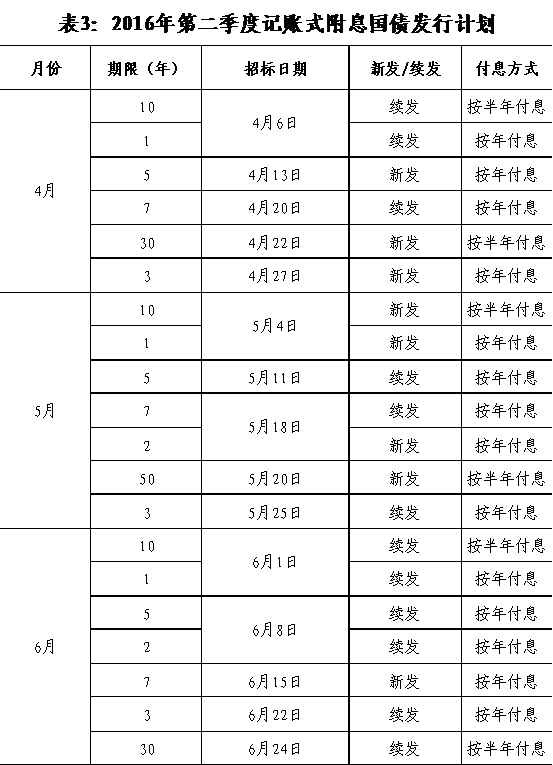 表3：2016年第二季度记账式附息国债发行计划
月份 期限（年） 招标日期 新发/续发 付息方式
4月 10 4月6日 续发 按半年付息
1 续发 按年付息
5 4月13日 新发 按年付息
7 4月20日 续发 按年付息
30 4月22日 新发 按半年付息
3 4月27日 新发 按年付息
5月 10 5月4日 新发 按半年付息
1 新发 按年付息
5 5月11日 续发 按年付息
7 5月18日 续发 按年付息
2 新发 按年付息
50 5月20日 新发 按半年付息
3 5月25日 续发 按年付息
6月 10 6月1日 续发 按半年付息
1 续发 按年付息
5 6月8日 续发 按年付息
2 续发 按年付息
7 6月15日 新发 按年付息
3 6月22日 续发 按年付息
30 6月24日 续发 按半年付息